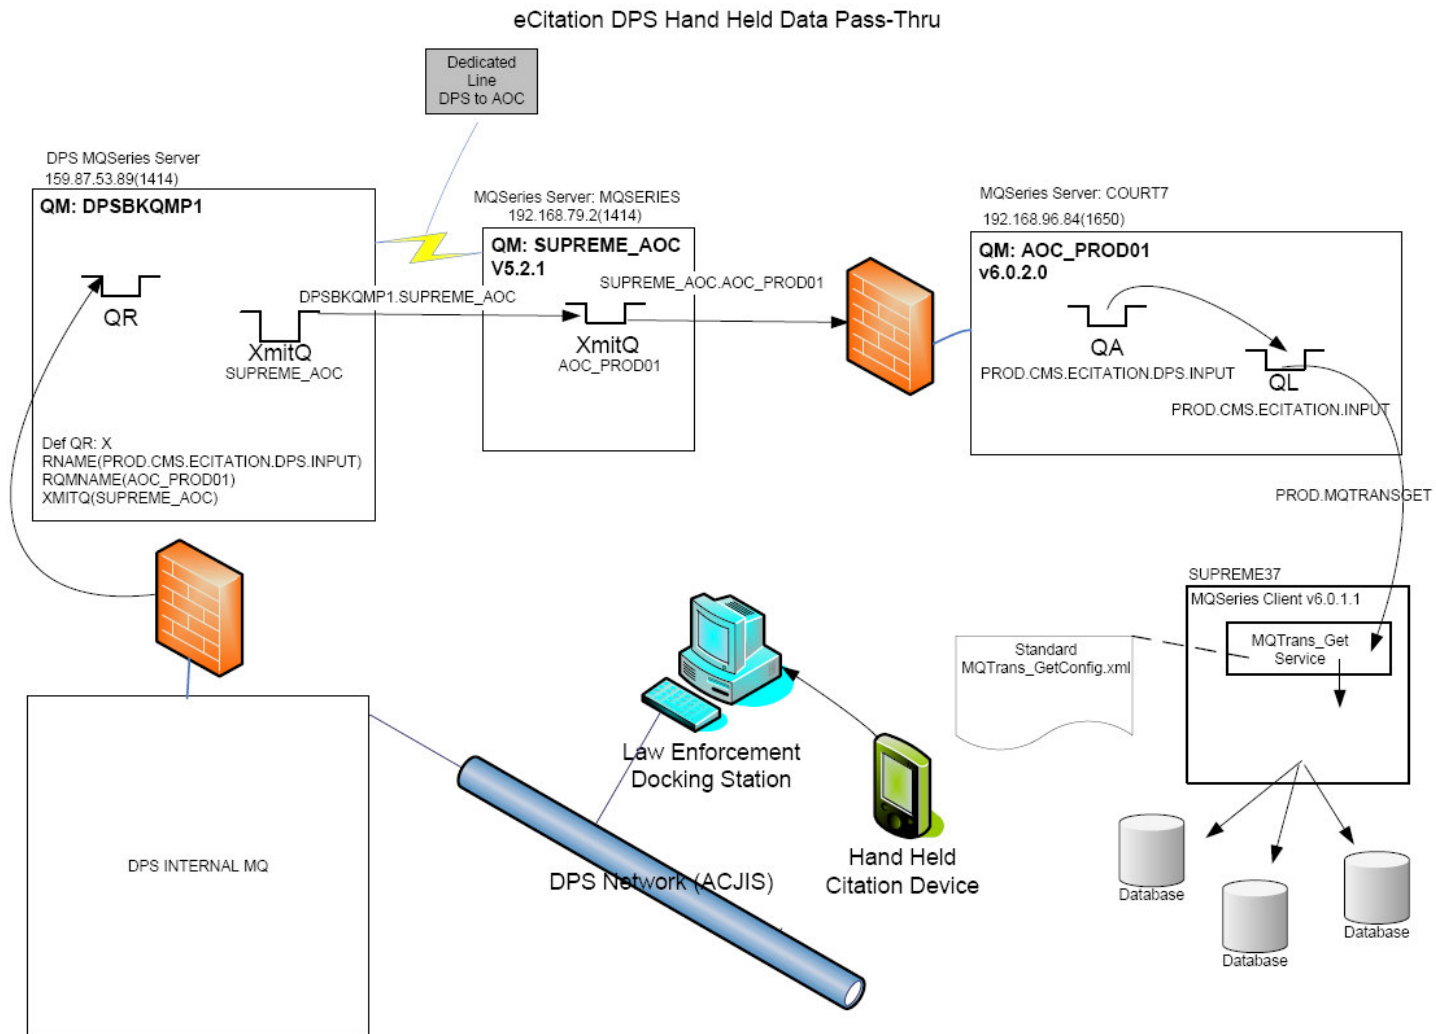 eCitation DPS Hand Held Data Pass-Thru
Dedicated
Line
DPS to AOC
DPS MQSeries Server
159.87.53.89(1414)
QM: DPSBKQMP1
QR
XmitQ
SUPREME_AOC
Def QR: X
RNAME(PROD.CMS.ECITATION.DPS.INPUT)
RQMNAME(AOC_PROD01)
XMITQ(SUPREME_AOC)
DPSBKQMP1.SUPREME_AOC
MQSeries Server: MQSERIES
192.168.79.2(1414)
QM: SUPREME_AOC
V5.2.1
XmitQ
AOC_PROD01
SUPREME_AOC.AOC_PROD01
MQSeries Server: COURT7
192.168.96.84(1650)
QM: AOC_PROD01
v6.0.2.0
QA
PROD.CMS.ECITATION.DPS.INPUT
QL
PROD.CMS.ECITATION.INPUT
PROD.MQTRANSGET
SUPREME37
MQSeries Client v6.0.1.1
MQTrans_Get
Service
Standard
MQTrans_GetConfig.xml
Law Enforcement
Docking Station
Hand Held
Citation Device
DPS INTERNAL MQ
DPS Network (ACJIS)
Database
Database
Database